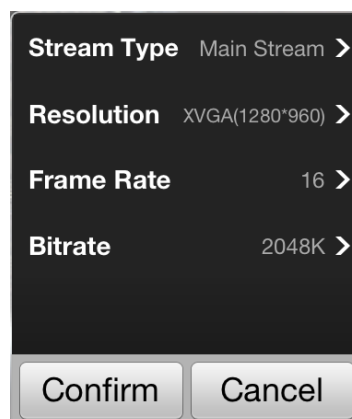 Stream Type Main Stream >
Resolution XVGA(1280*960) >
Frame Rate 16 >
Bitrate 2048K >
Confirm Cancel